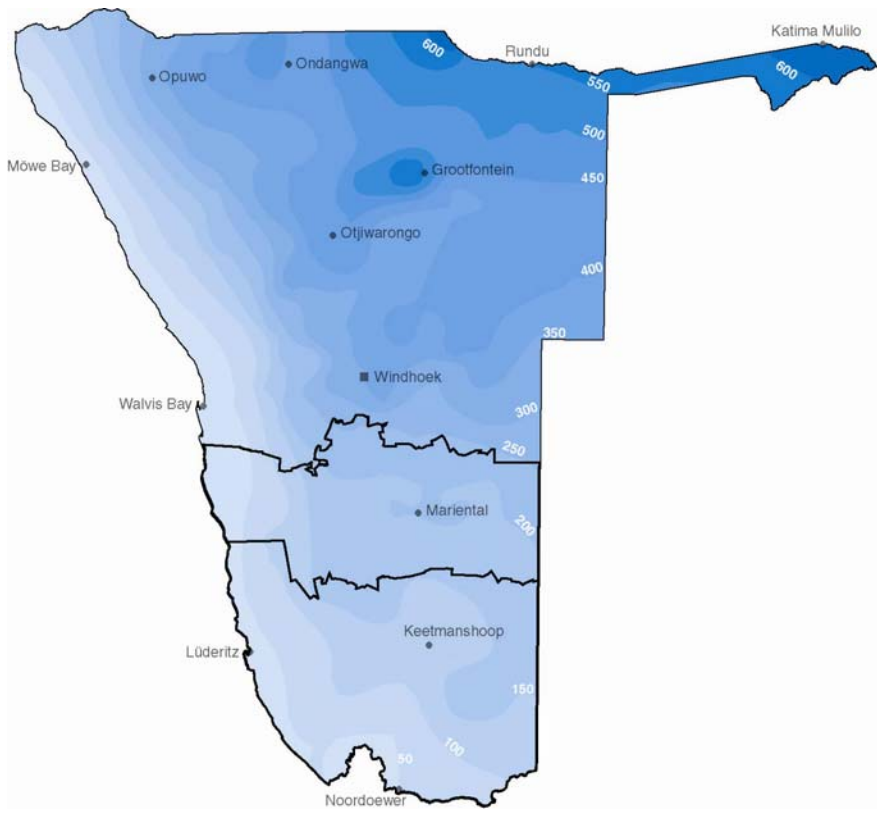 Katima Mulilo
600
Rundu
Ondangwa
600
Opuwo
550
500
Möwe Bay
Grootfontein
450
Otjiwarongo
400
350
Windhoek
Walvis Bay
300
250
Mariental
200
Keetmanshoop
Lüderitz
150
100
50
Noordoewer